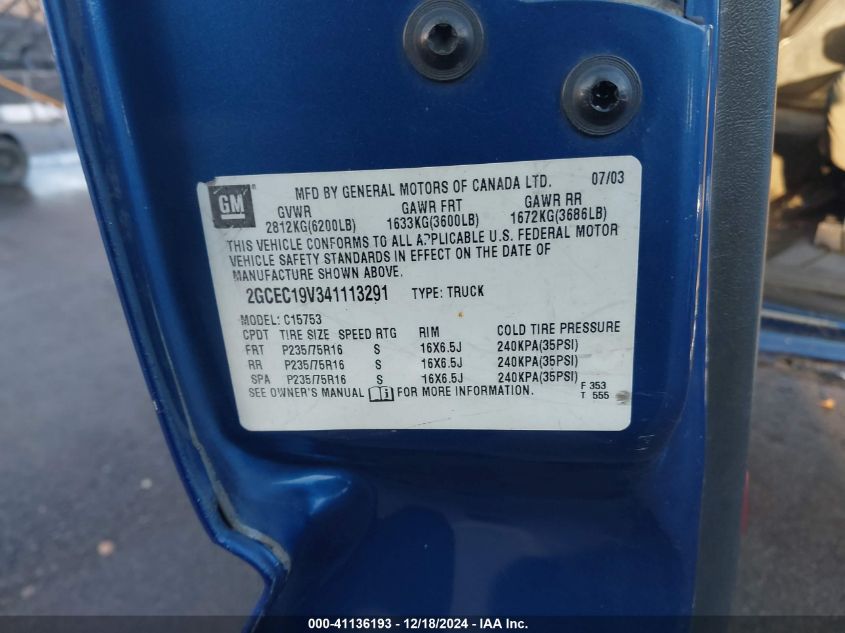 GM MFD BY GENERAL MOTORS OF CANADA LTD. 07/03
GVWR GAWR FRT GAWR RR
2812KG(6200LB) 1633KG(3600LB) 1672KG(3686LB)
THIS VEHICLE CONFORMS TO ALL APPLICABLE U.S. FEDERAL MOTOR
VEHICLE SAFETY STANDARDS IN EFFECT ON THE DATE OF
MANUFACTURE SHOWN ABOVE.
2GCEC19V341113291 TYPE: TRUCK
MODEL: C15753
CPDT TIRE SIZE SPEED RTG RIM COLD TIRE PRESSURE
FRT P235/75R16 S 16X6.5J 240KPA(35PSI)
RR P235/75R16 S 16X6.5J 240KPA(35PSI)
SPA P235/75R16 S 16X6.5J 240KPA(35PSI)
SEE OWNER'S MANUAL i FOR MORE INFORMATION.
F 353
T 555
000-41136193 - 12/18/2024 - IAA Inc.